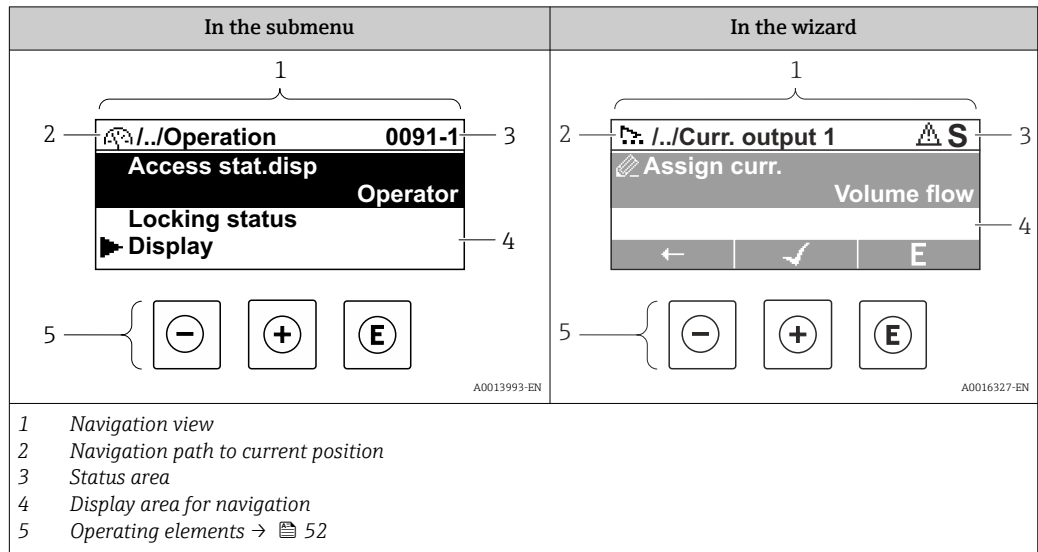 In the submenu
In the wizard
1
2
/../Operation 0091-1
3
Access stat.disp
Operator
Locking status
Display
4
5
− + E
A0013993-EN
1
2
/../Curr. output 1 S
3
Assign curr.
Volume flow
4
← ✓ E
5
− + E
A0016327-EN
1 Navigation view
2 Navigation path to current position
3 Status area
4 Display area for navigation
5 Operating elements → 52